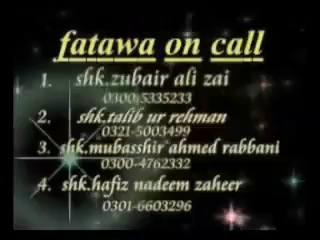 fatawa on call
1. shk.zubair ali zai
0300-5335233
2. shk.talib ur rehman
0321-5003499
3. shk.mubasshir ahmed rabbani
0300-4762332
4. shk.hafiz nadeem zaheer
0301-6603296